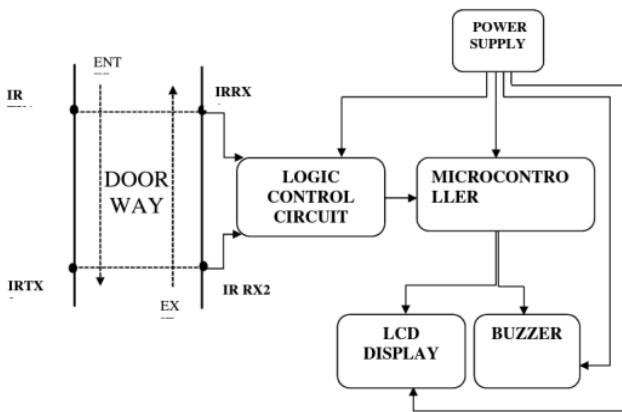 POWER
SUPPLY
ENT
IR
IRRX
DOOR
WAY
LOGIC
CONTROL
CIRCUIT
MICROCONTRO
LLER
IRTX
IR RX2
EX
LCD
DISPLAY
BUZZER